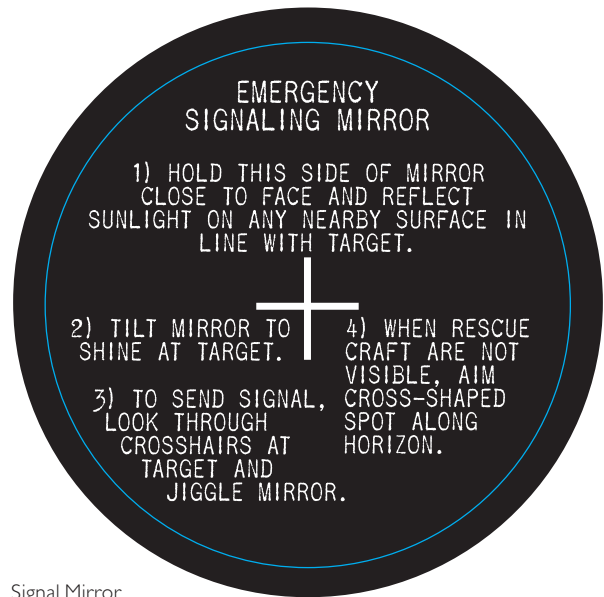 EMERGENCY
SIGNALING MIRROR
1) HOLD THIS SIDE OF MIRROR
CLOSE TO FACE AND REFLECT
SUNLIGHT ON ANY NEARBY SURFACE IN
LINE WITH TARGET.
2) TILT MIRROR TO
SHINE AT TARGET.
3) TO SEND SIGNAL,
LOOK THROUGH
CROSSHAIRS AT
TARGET AND
JIGGLE MIRROR.
4) WHEN RESCUE
CRAFT ARE NOT
VISIBLE, AIM
CROSS-SHAPED
SPOT ALONG
HORIZON.
Signal Mirror